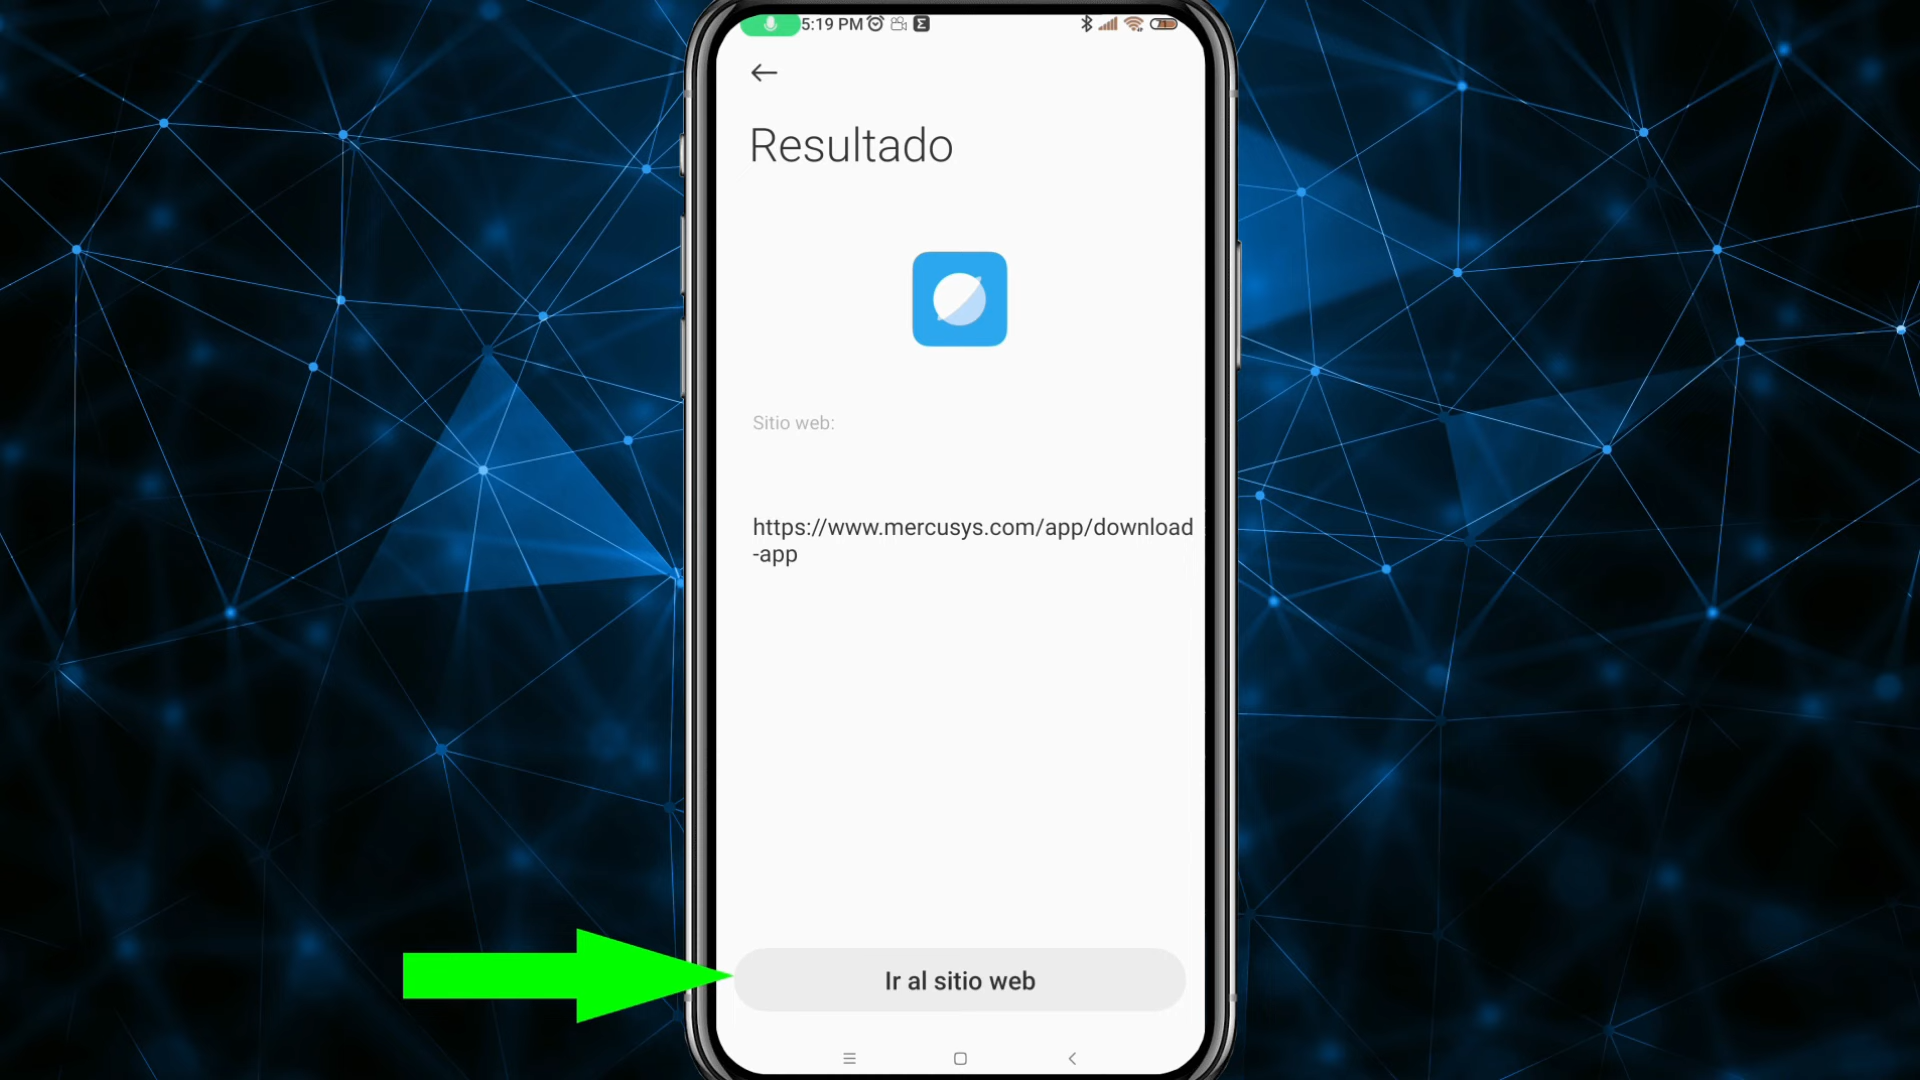 5:19 PM
Resultado
Sitio web:
https://www.mercusys.com/app/download
-app
Ir al sitio web